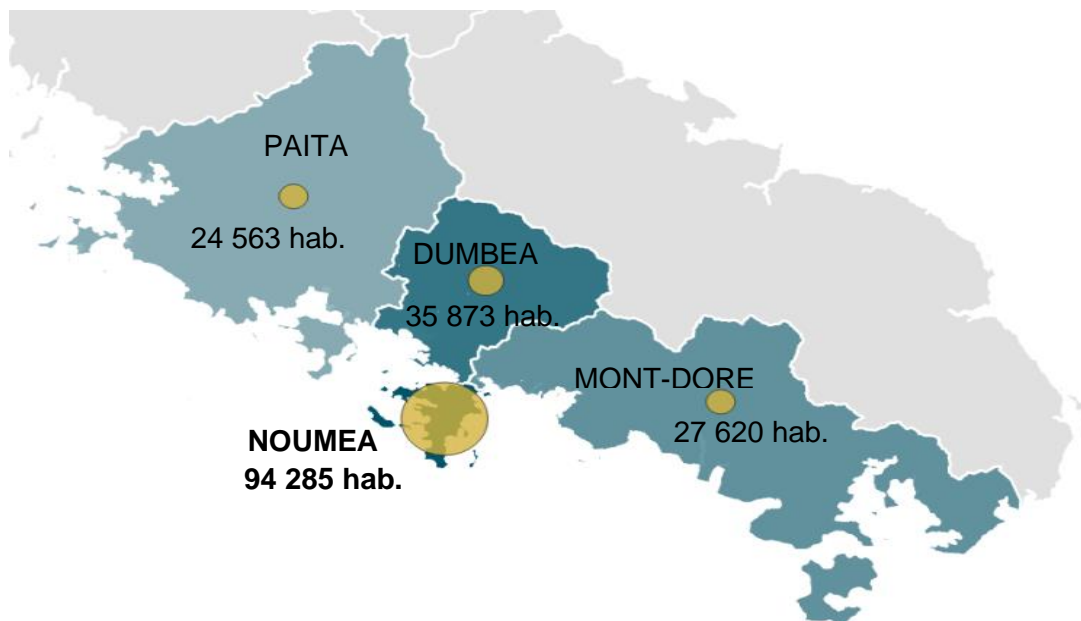 PAITA
24 563 hab.
DUMBEA
35 873 hab.
MONT-DORE
27 620 hab.
NOUMEA
94 285 hab.